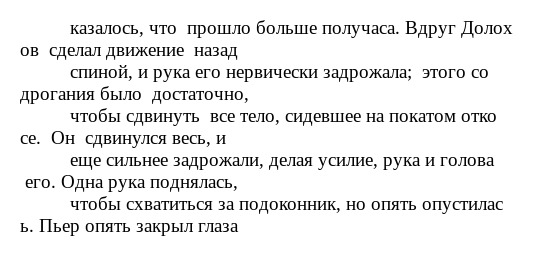 казалось, что  прошло больше получаса. Вдруг Долох
ов  сделал движение  назад
спиной, и рука его нервически задрожала;  этого со
дрогания было  достаточно,
чтобы сдвинуть  все тело, сидевшее на покатом отко
се.  Он  сдвинулся весь, и
еще сильнее задрожали, делая усилие, рука и голова
его. Одна рука поднялась,
чтобы схватиться за подоконник, но опять опустилас
ь. Пьер опять закрыл глаза